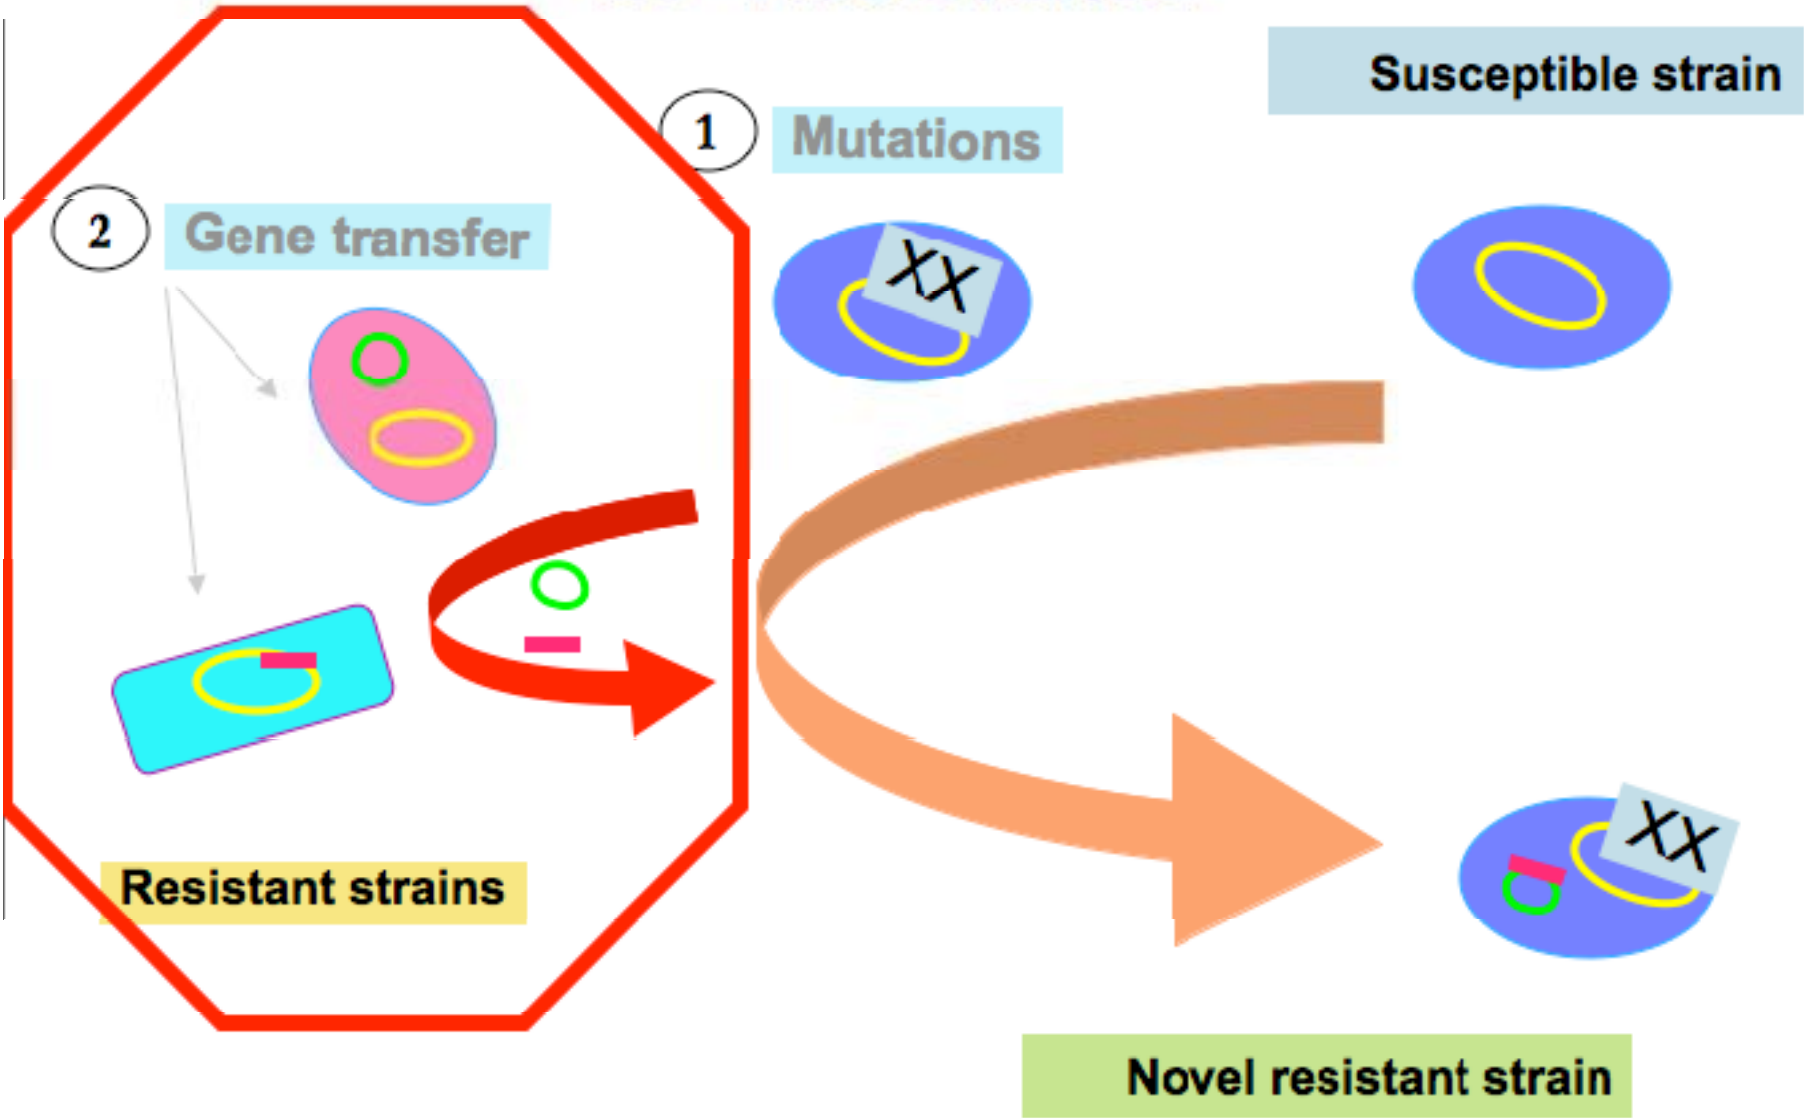 Susceptible strain
1 Mutations
2 Gene transfer
XX
XX
Resistant strains
Novel resistant strain